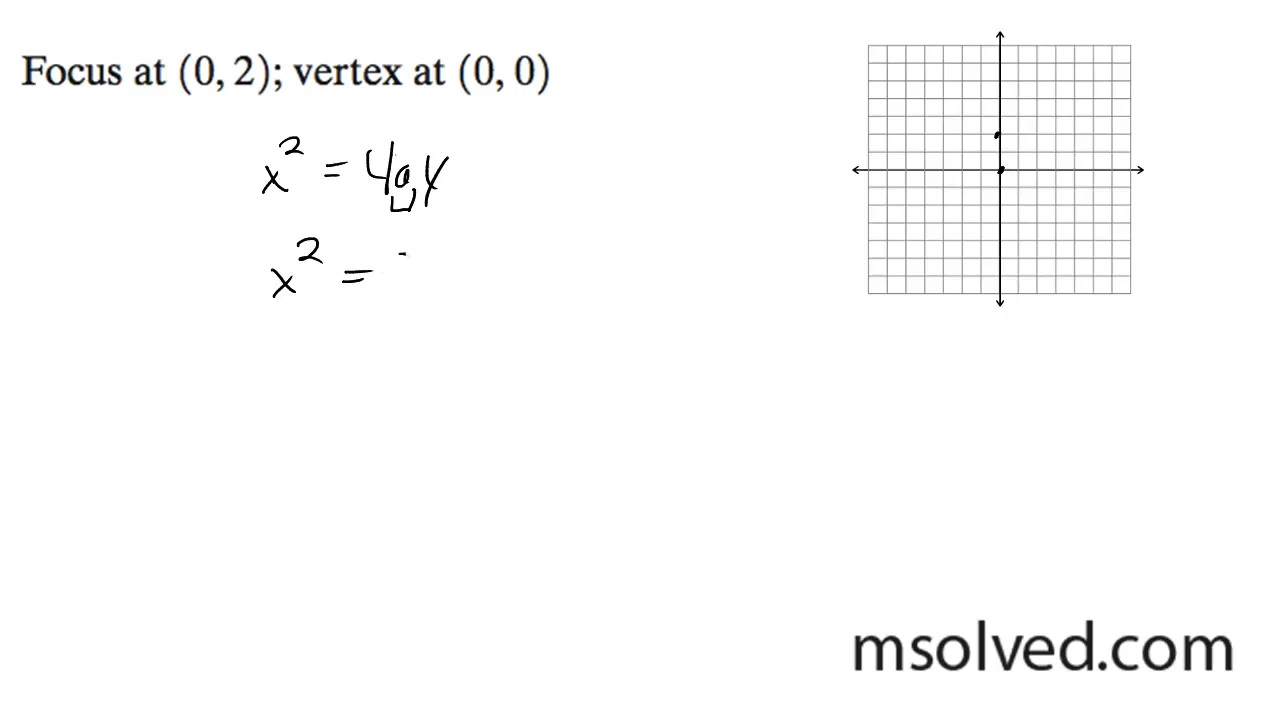 Focus at (0, 2); vertex at (0, 0)
x² = 4ay
x² =
msolved.com